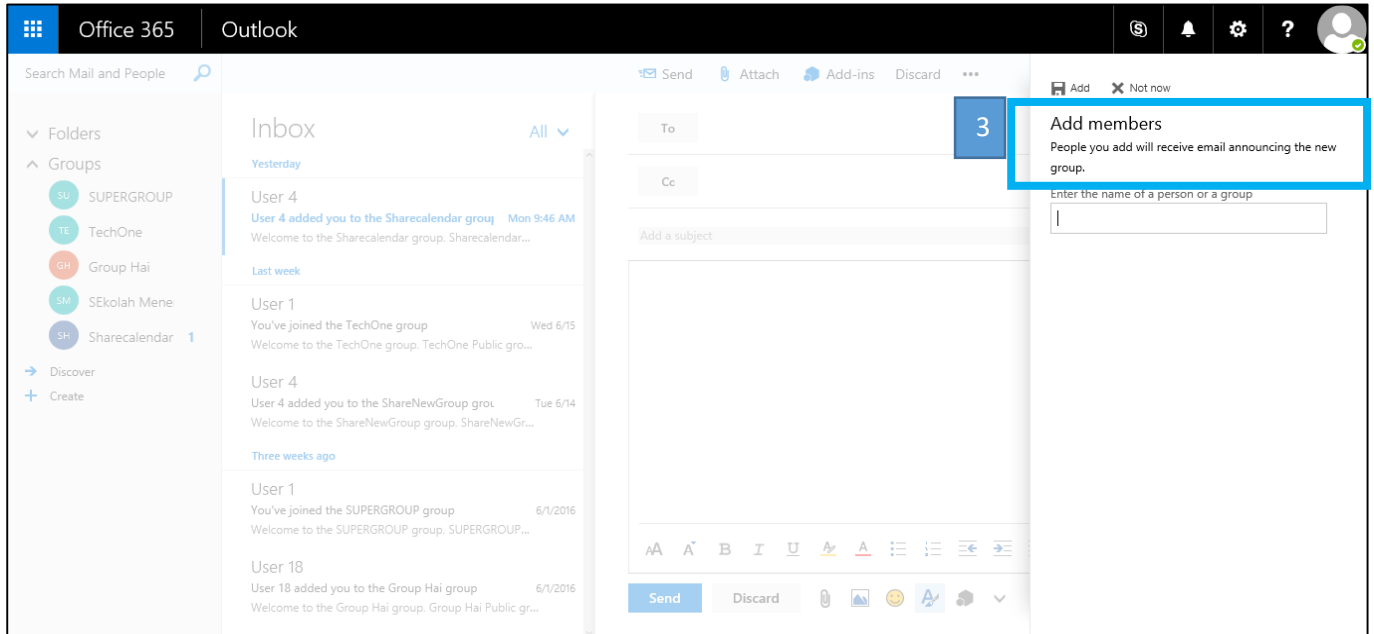 Office 365
Outlook
Search Mail and People
Folders
Groups
SU SUPERGROUP
TE TechOne
GH Group Hai
SM SEkolah Mene
SH Sharecalendar 1
Discover
Create
Inbox
All
Yesterday
User 4
User 4 added you to the Sharecalendar group Mon 9:46 AM
Welcome to the Sharecalendar group. Sharecalendar...
Last week
User 1
You've joined the TechOne group Wed 6/15
Welcome to the TechOne group. TechOne Public gro...
User 4
User 4 added you to the ShareNewGroup grou Tue 6/14
Welcome to the ShareNewGroup group. ShareNewGr...
Three weeks ago
User 1
You've joined the SUPERGROUP group 6/1/2016
Welcome to the SUPERGROUP group. SUPERGROUP...
User 18
User 18 added you to the Group Hai group 6/1/2016
Welcome to the Group Hai group. Group Hai Public gr...
Send Attach Add-ins Discard
To
Cc
Add a subject
Send Discard
3
Add Not now
Add members
People you add will receive email announcing the new
group.
Enter the name of a person or a group